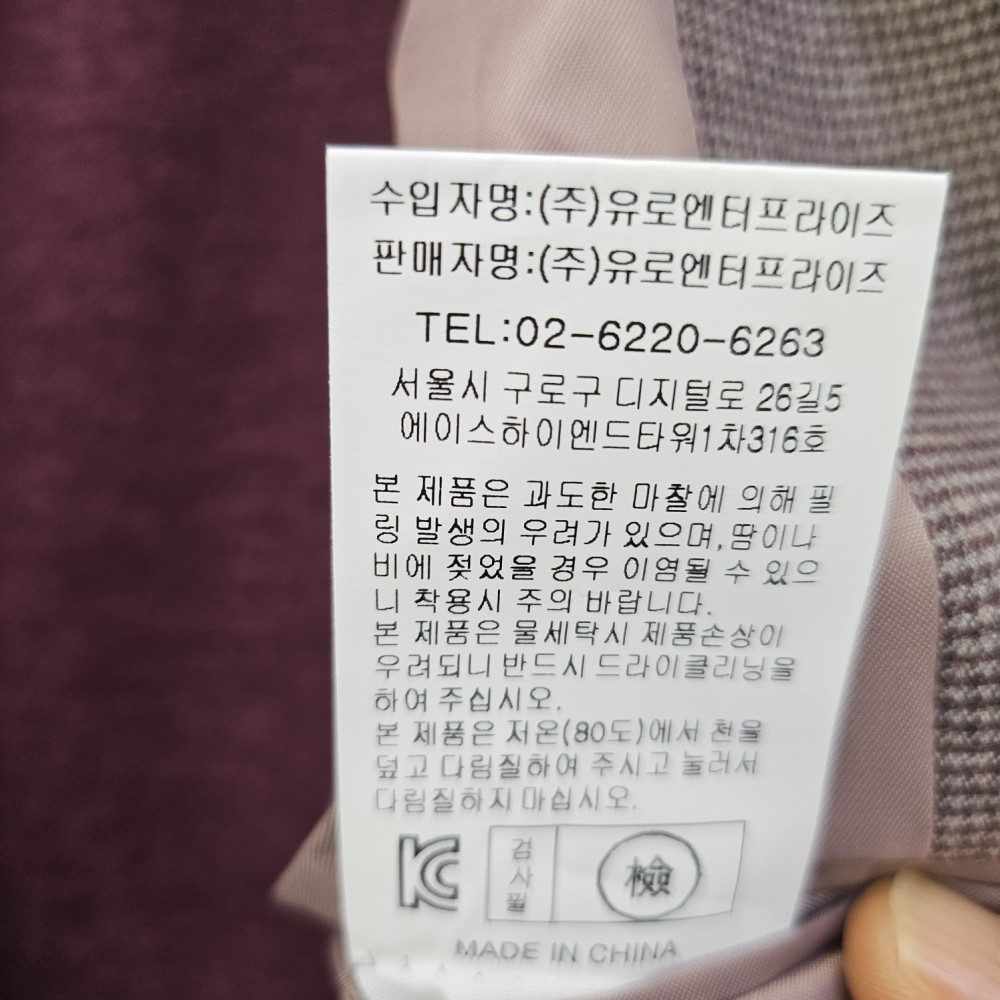 수입자명:(주)유로엔터프라이즈
판매자명:(주)유로엔터프라이즈
TEL:02-6220-6263
서울시 구로구 디지털로 26길5
에이스하이엔드타워1차316호
본 제품은 과도한 마찰에 의해 필
링 발생의 우려가 있으며,땀이나
비에 젖었을 경우 이염될 수 있으
니 착용시 주의 바랍니다.
본 제품은 물세탁시 제품손상이
우려되니 반드시 드라이클리닝을
하여 주십시오.
본 제품은 저온(80도)에서 천을
덮고 다림질하여 주시고 눌러서
다림질하지 마십시오.
KC 검사필 檢
MADE IN CHINA